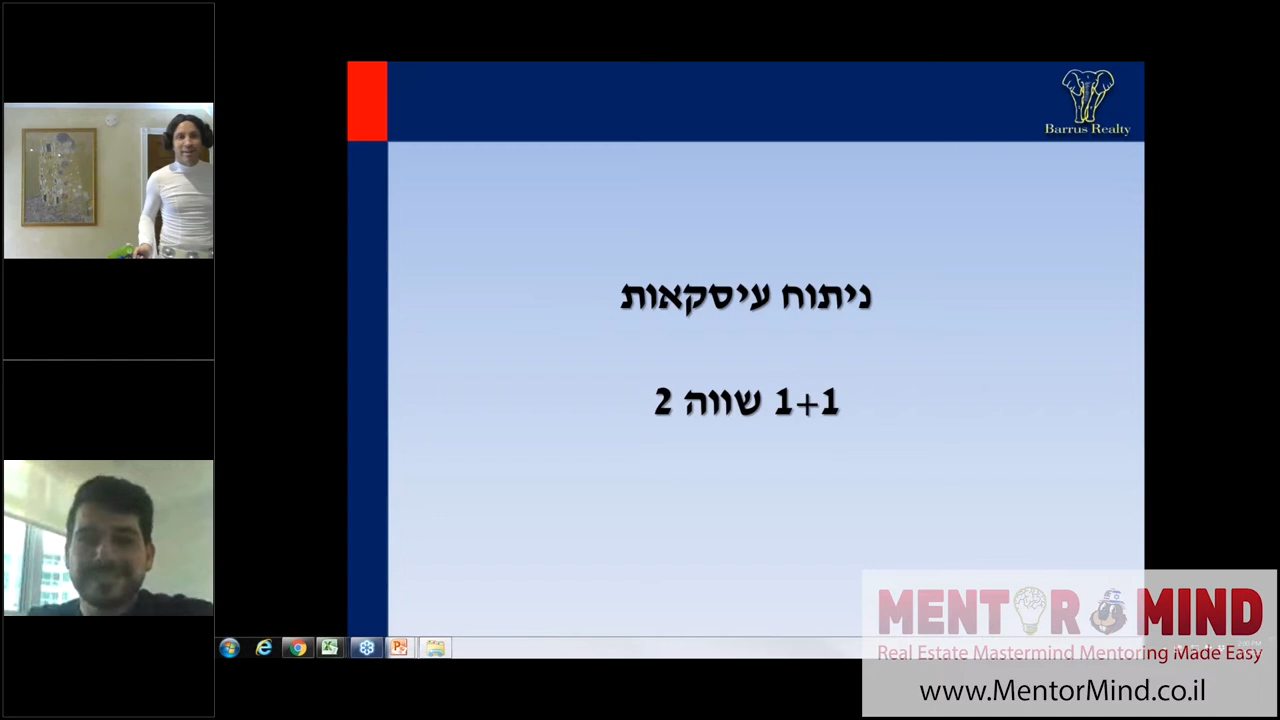 Barrus Realty
ניתוח עיסקאות
1+1 שווה 2
MENTOR MIND
Real Estate Mastermind Mentoring Made Easy
www.MentorMind.co.il